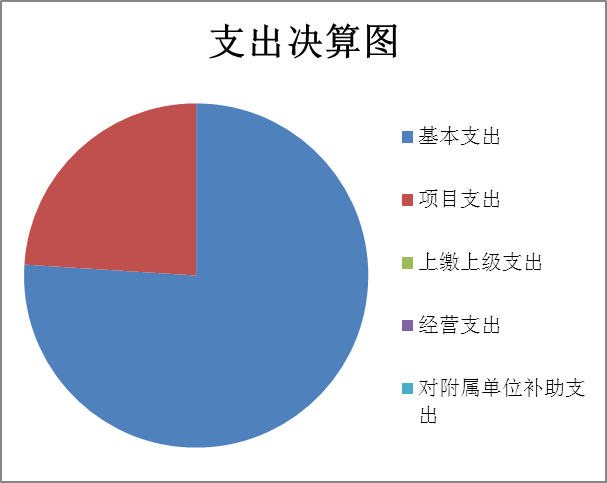 支出决算图
基本支出
项目支出
上缴上级支出
经营支出
对附属单位补助支
出